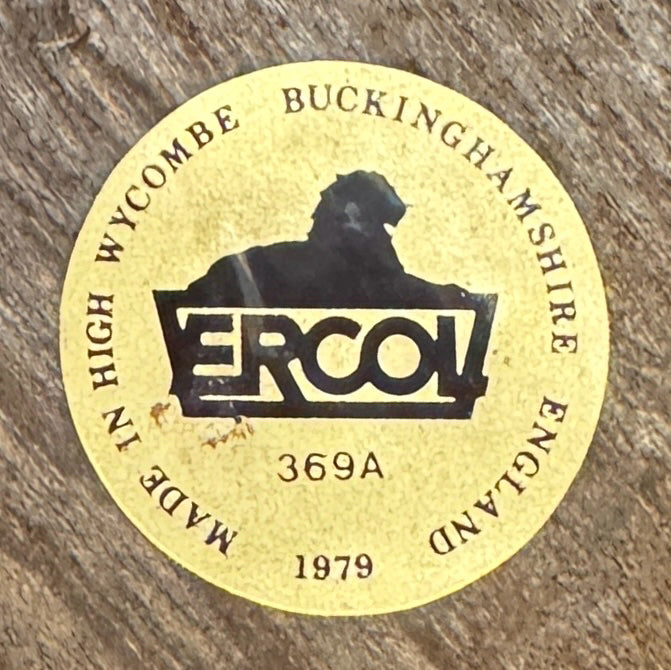 MADE IN HIGH WYCOMBE BUCKINGHAMSHIRE ENGLAND
ERCOL
369A
1979